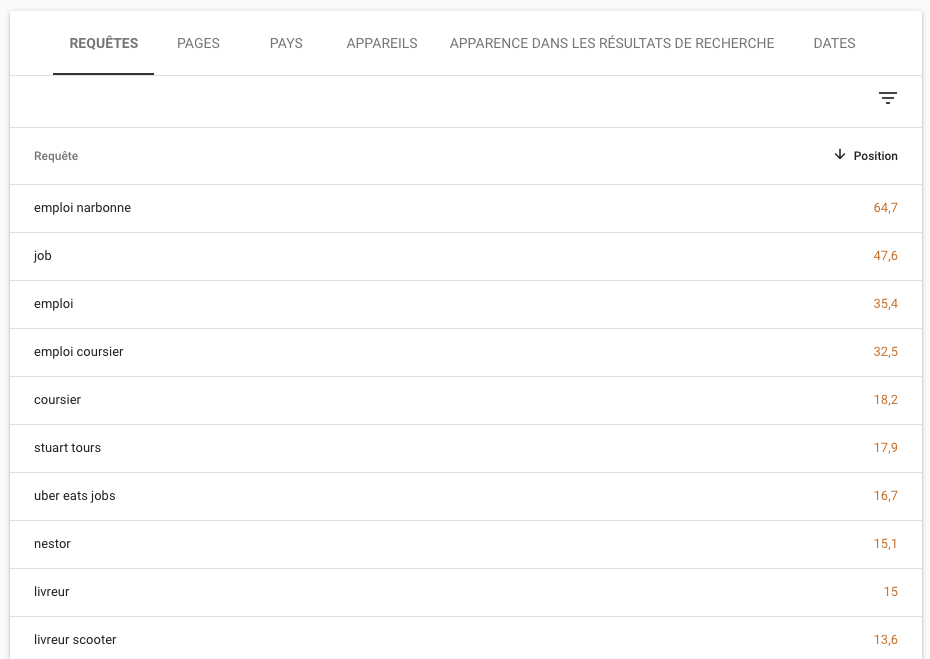 REQUÊTES PAGES PAYS APPAREILS APPARENCE DANS LES RÉSULTATS DE RECHERCHE DATES
Requête Position
emploi narbonne 64,7
job 47,6
emploi 35,4
emploi coursier 32,5
coursier 18,2
stuart tours 17,9
uber eats jobs 16,7
nestor 15,1
livreur 15
livreur scooter 13,6